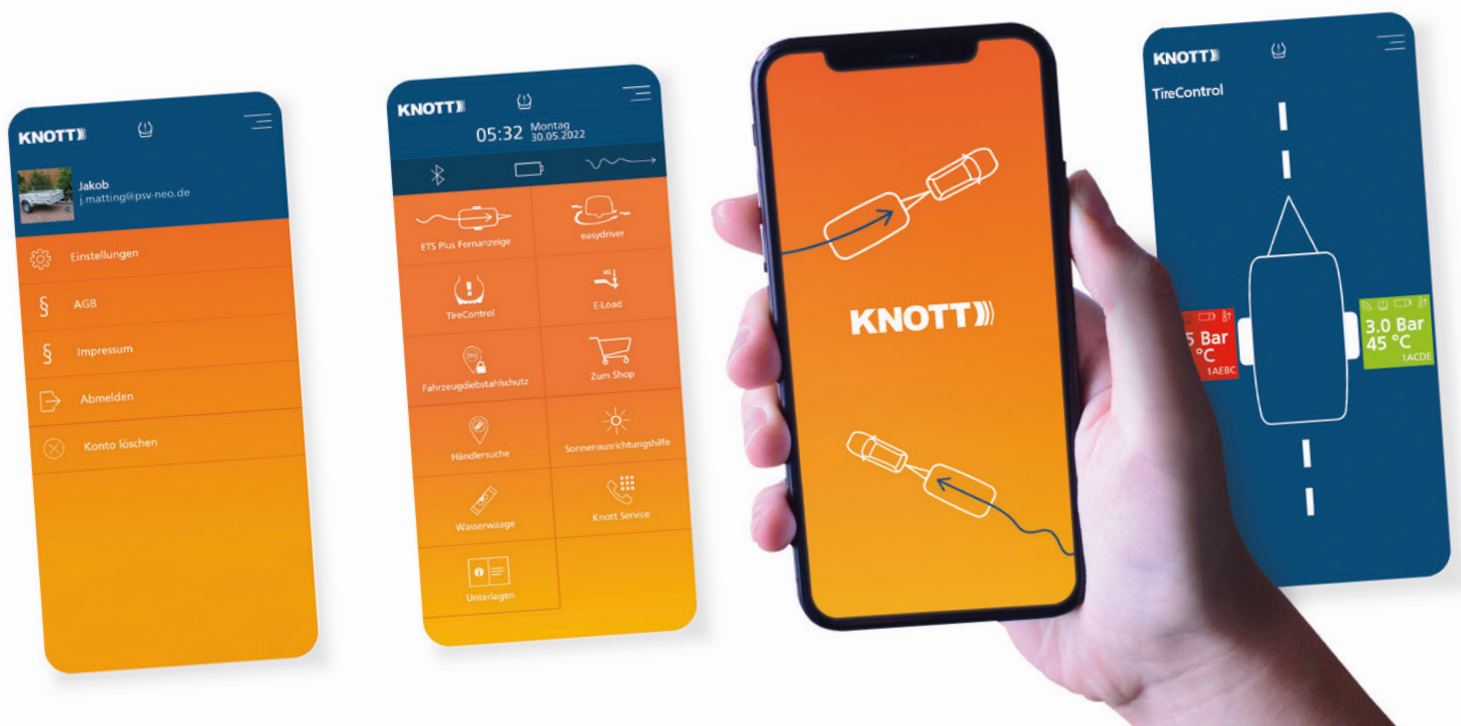 KNOTT
Jakob
j.matting@psv-neo.de
Einstellungen
AGB
Impressum
Abmelden
Konto löschen
KNOTT
05:32 Montag
30.05.2022
ETS Plus Fernanzeige
easydriver
TireControl
KG
E-Load
Fahrzeugdiebstahlschutz
Zum Shop
Händlersuche
Sonnenausrichtungshilfe
Wasserwaage
Knott Service
Unterlagen
KNOTT
KNOTT
TireControl
5 Bar
°C
1AEBC
3.0 Bar
45 °C
1ACDE